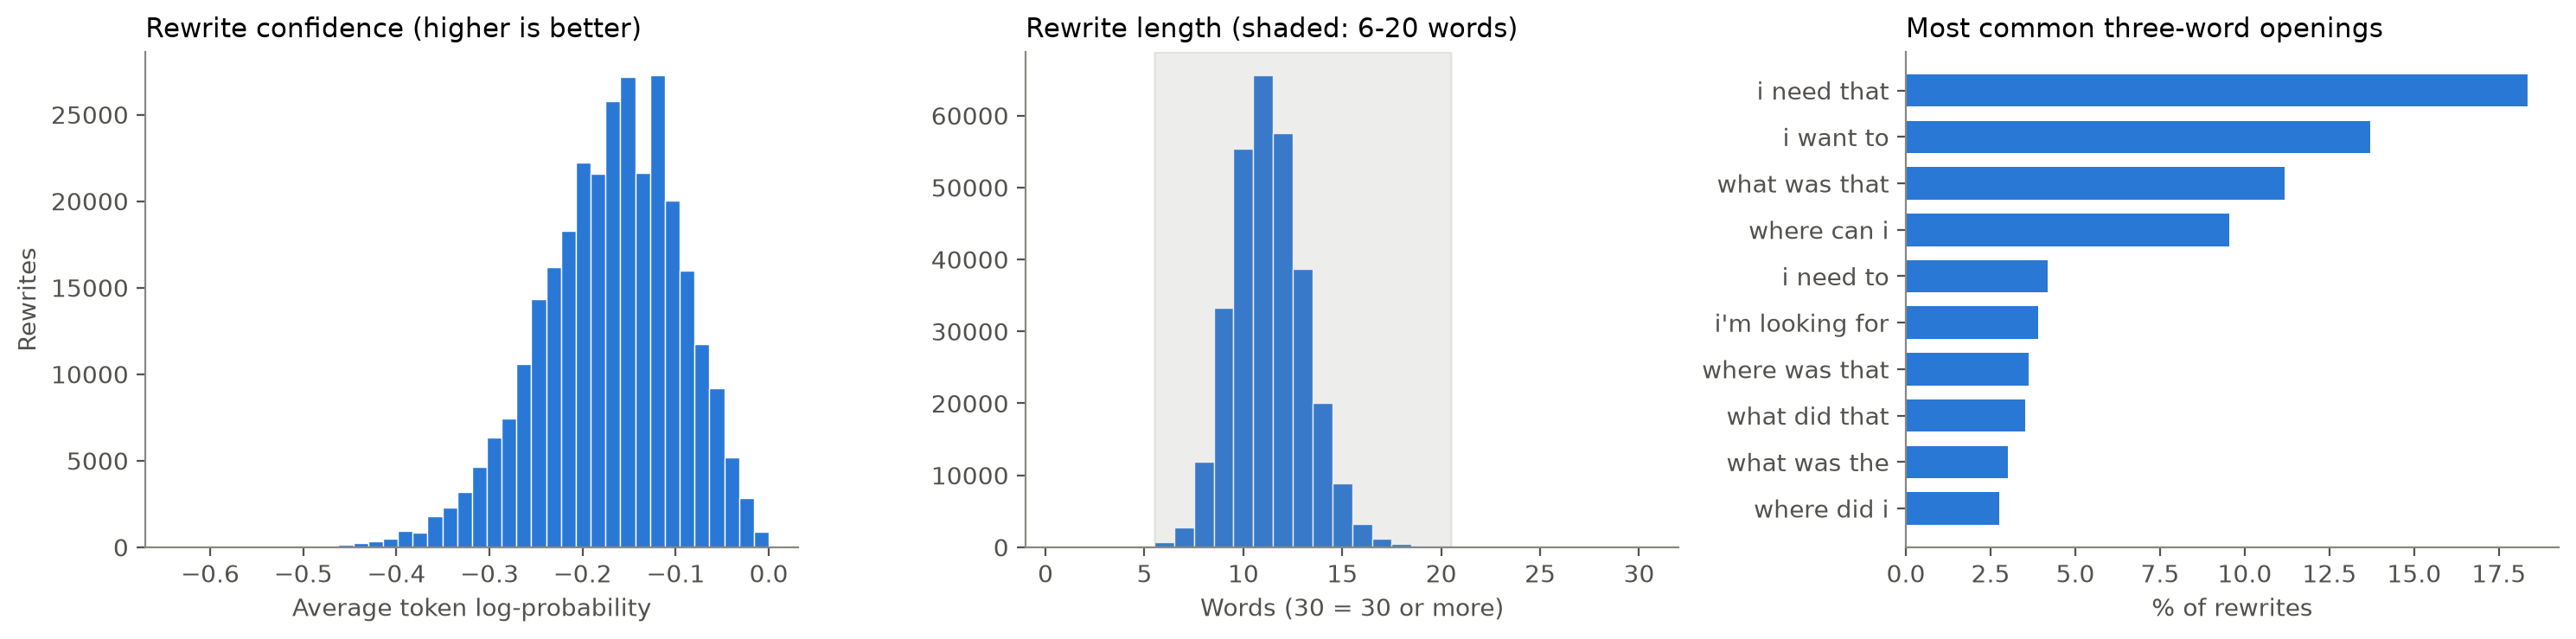 Rewrite confidence (higher is better)
Rewrites
25000
20000
15000
10000
5000
0
−0.6 −0.5 −0.4 −0.3 −0.2 −0.1 0.0
Average token log-probability
Rewrite length (shaded: 6-20 words)
60000
50000
40000
30000
20000
10000
0
0 5 10 15 20 25 30
Words (30 = 30 or more)
Most common three-word openings
i need that
i want to
what was that
where can i
i need to
i'm looking for
where was that
what did that
what was the
where did i
0.0 2.5 5.0 7.5 10.0 12.5 15.0 17.5
% of rewrites